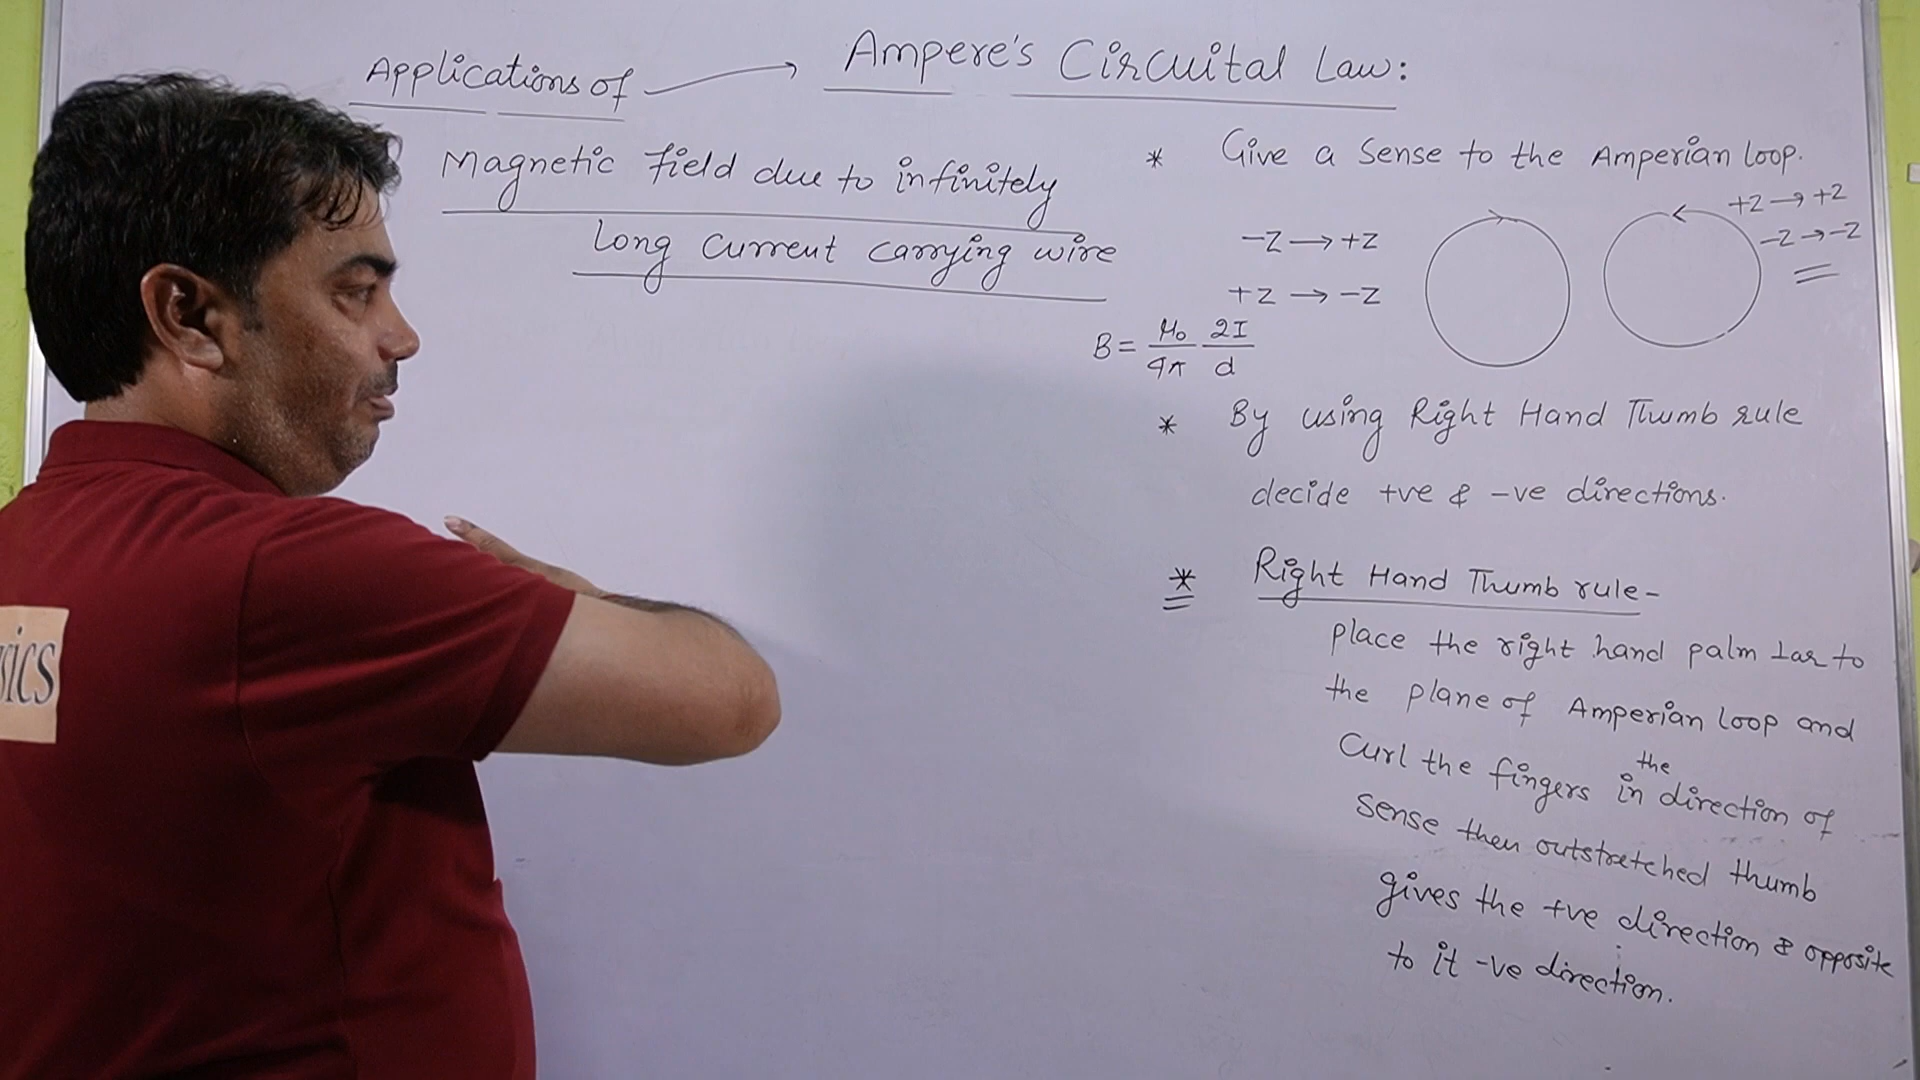 Applications of → Ampere's Circuital Law:
Magnetic field due to infinitely
long current carrying wire
* Give a sense to the Amperian loop.
+z → +z
-z → -z
-z → +z
+z → -z
B = μ₀/4π 2I/d
* By using Right Hand Thumb rule
decide +ve & -ve directions.
* Right Hand Thumb rule-
place the right hand palm ⊥ar to
the plane of Amperian loop and
Curl the fingers in the direction of
sense then outstretched thumb
gives the +ve direction & opposite
to it -ve direction.
sics